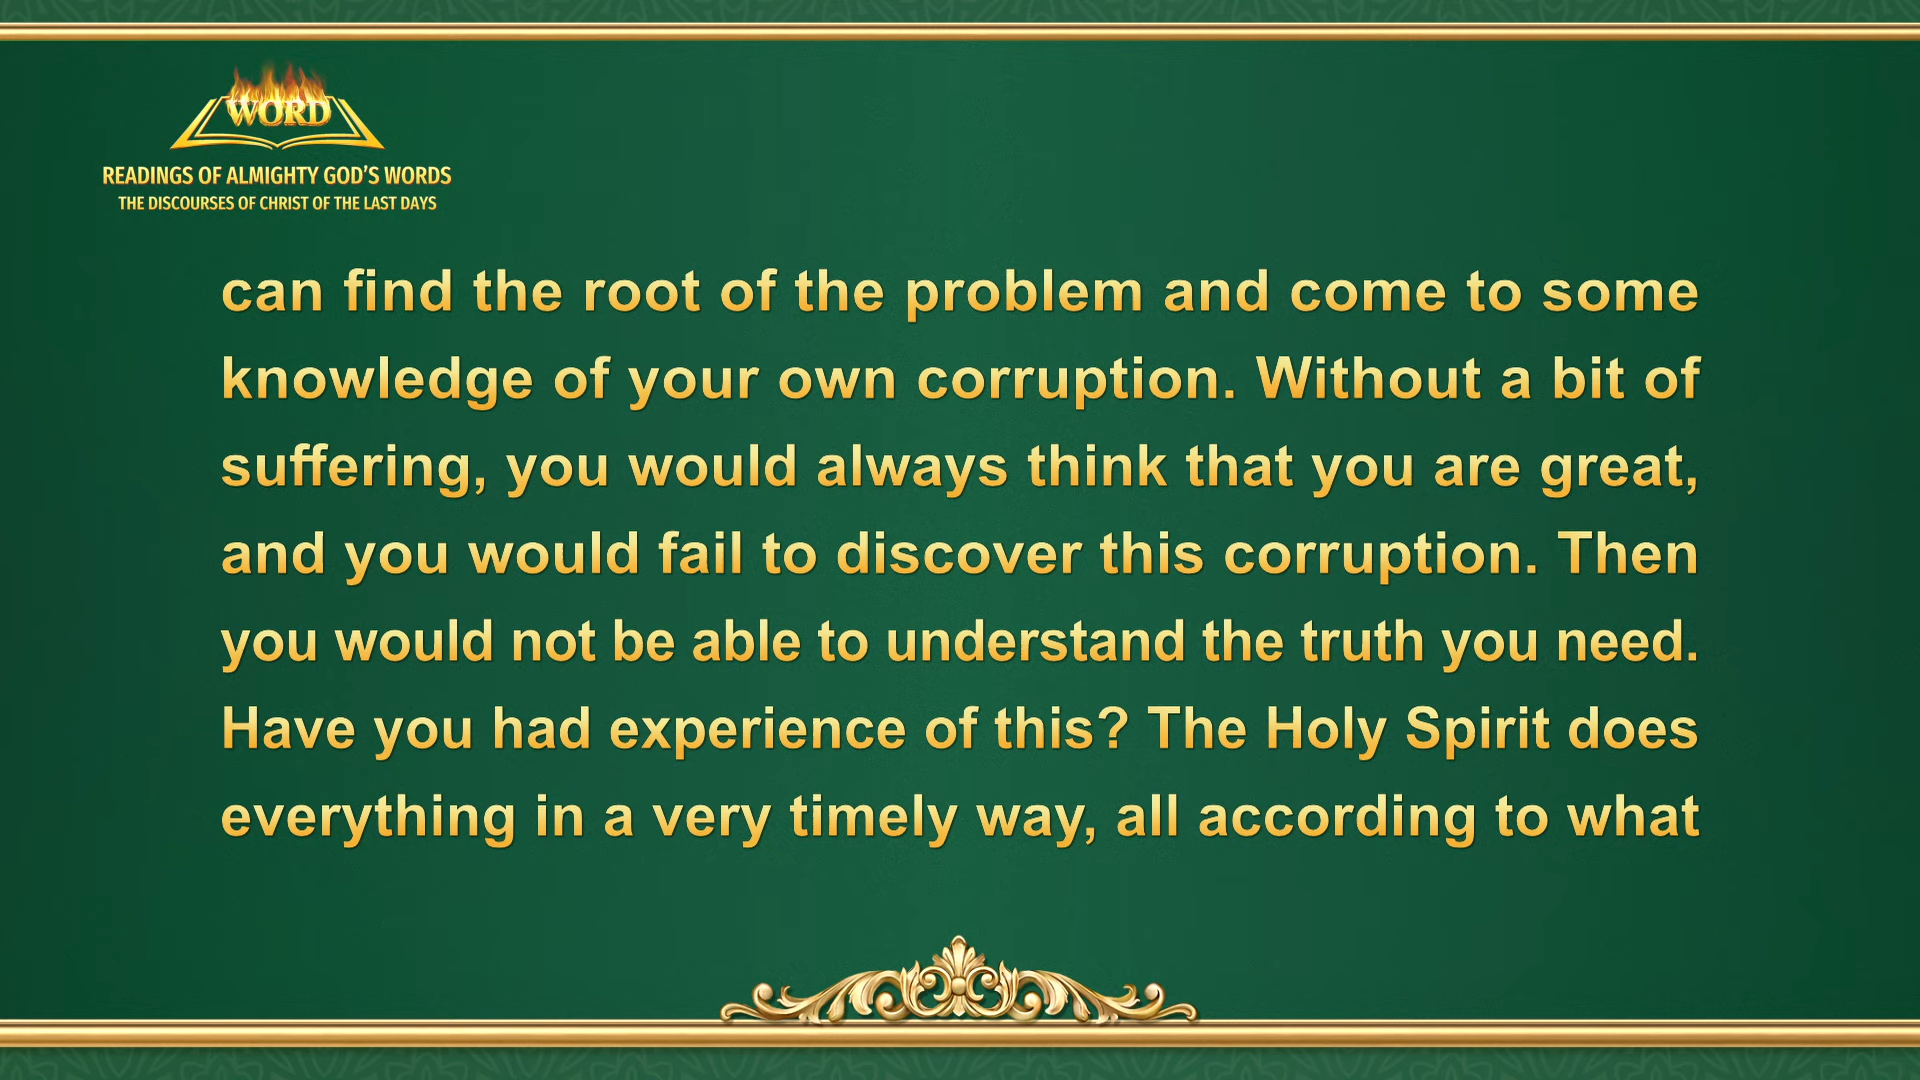 WORD
READINGS OF ALMIGHTY GOD'S WORDS
THE DISCOURSES OF CHRIST OF THE LAST DAYS
can find the root of the problem and come to some
knowledge of your own corruption. Without a bit of
suffering, you would always think that you are great,
and you would fail to discover this corruption. Then
you would not be able to understand the truth you need.
Have you had experience of this? The Holy Spirit does
everything in a very timely way, all according to what